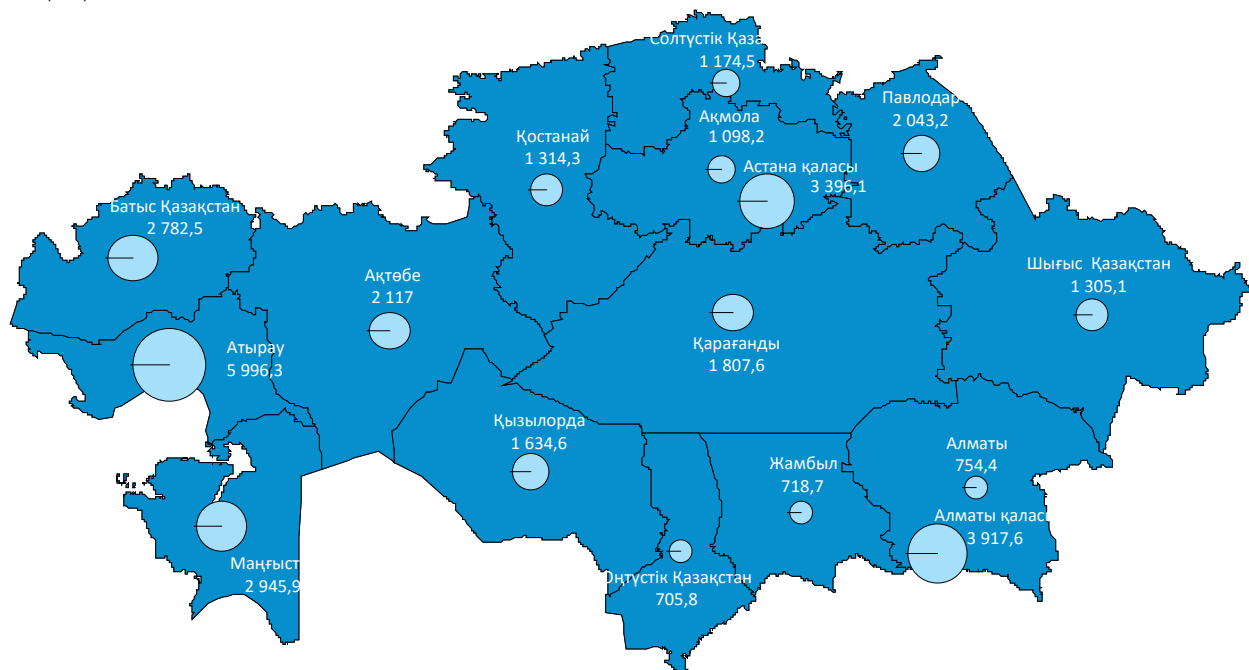 Солтүстік Қаза
1 174,5
Павлодар
2 043,2
Ақмола
1 098,2
Қостанай
1 314,3
Астана қаласы
3 396,1
Батыс Қазақстан
2 782,5
Шығыс Қазақстан
1 305,1
Ақтөбе
2 117
Атырау
5 996,3
Қарағанды
1 807,6
Қызылорда
1 634,6
Алматы
754,4
Жамбыл
718,7
Алматы қаласы
3 917,6
Маңғыст
2 945,9
Оңтүстік Қазақстан
705,8